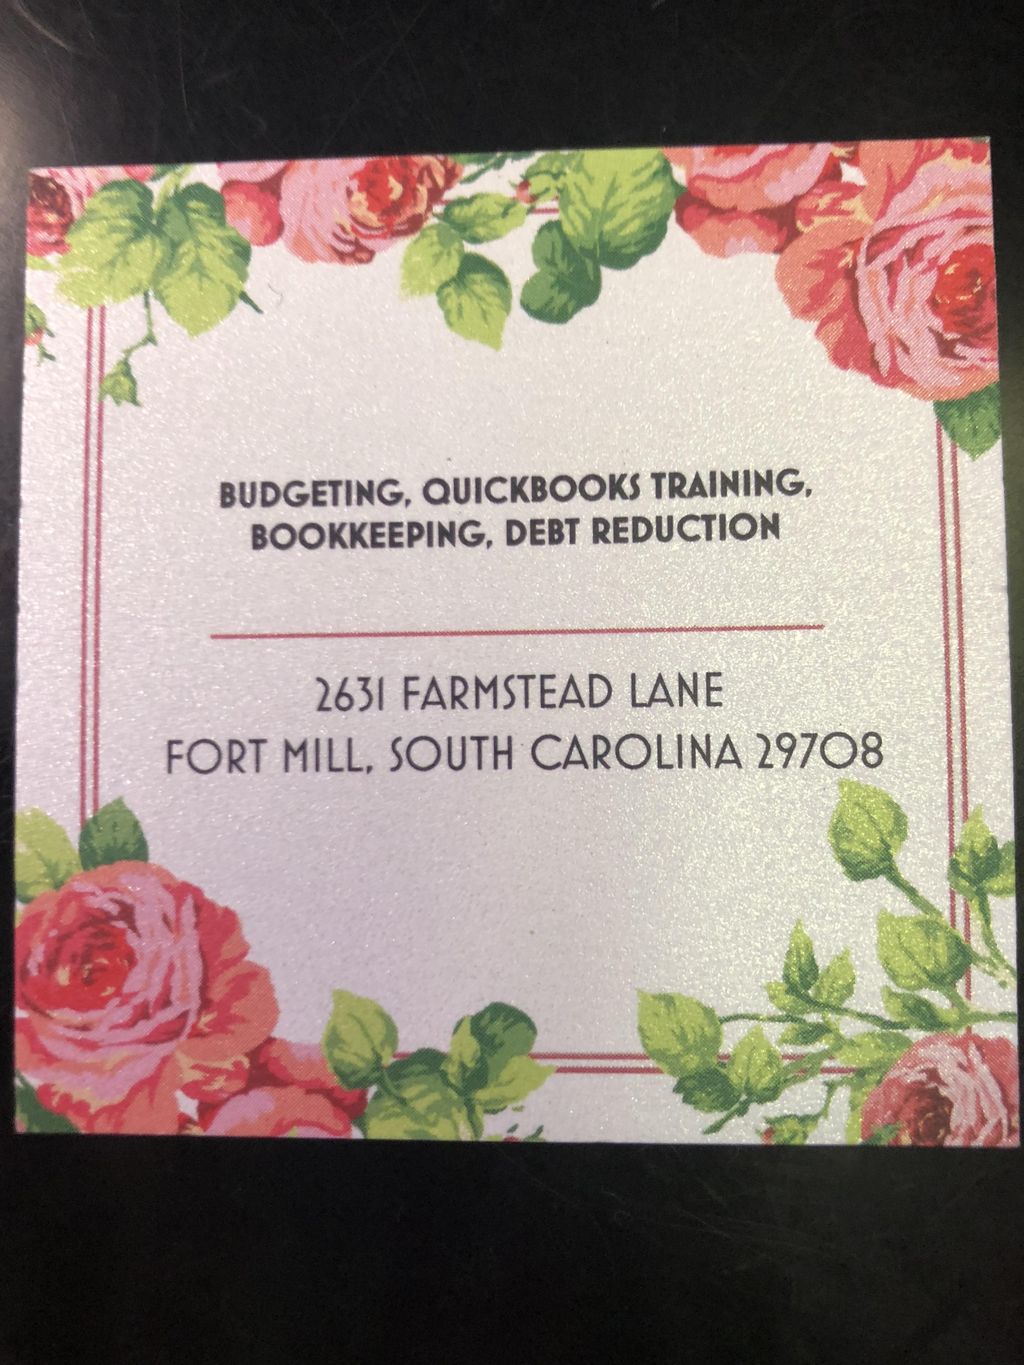 BUDGETING, QUICKBOOKS TRAINING,
BOOKKEEPING, DEBT REDUCTION
2631 FARMSTEAD LANE
FORT MILL, SOUTH CAROLINA 29708